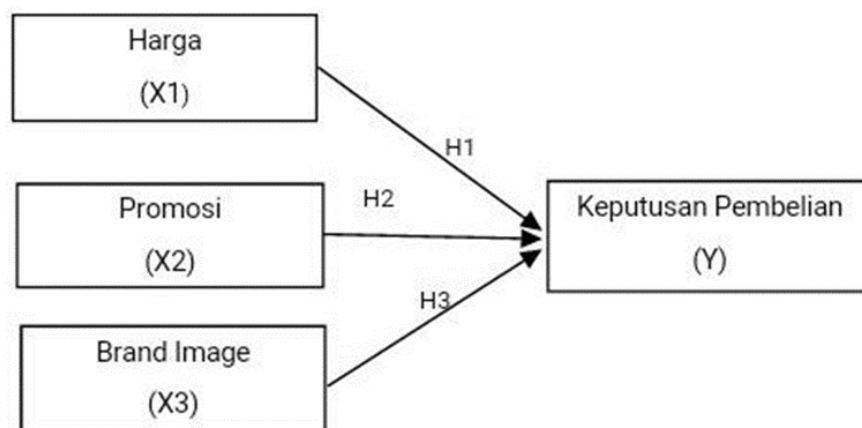 Harga
(X1)
H1
Promosi
(X2)
H2
Keputusan Pembelian
(Y)
H3
Brand Image
(X3)